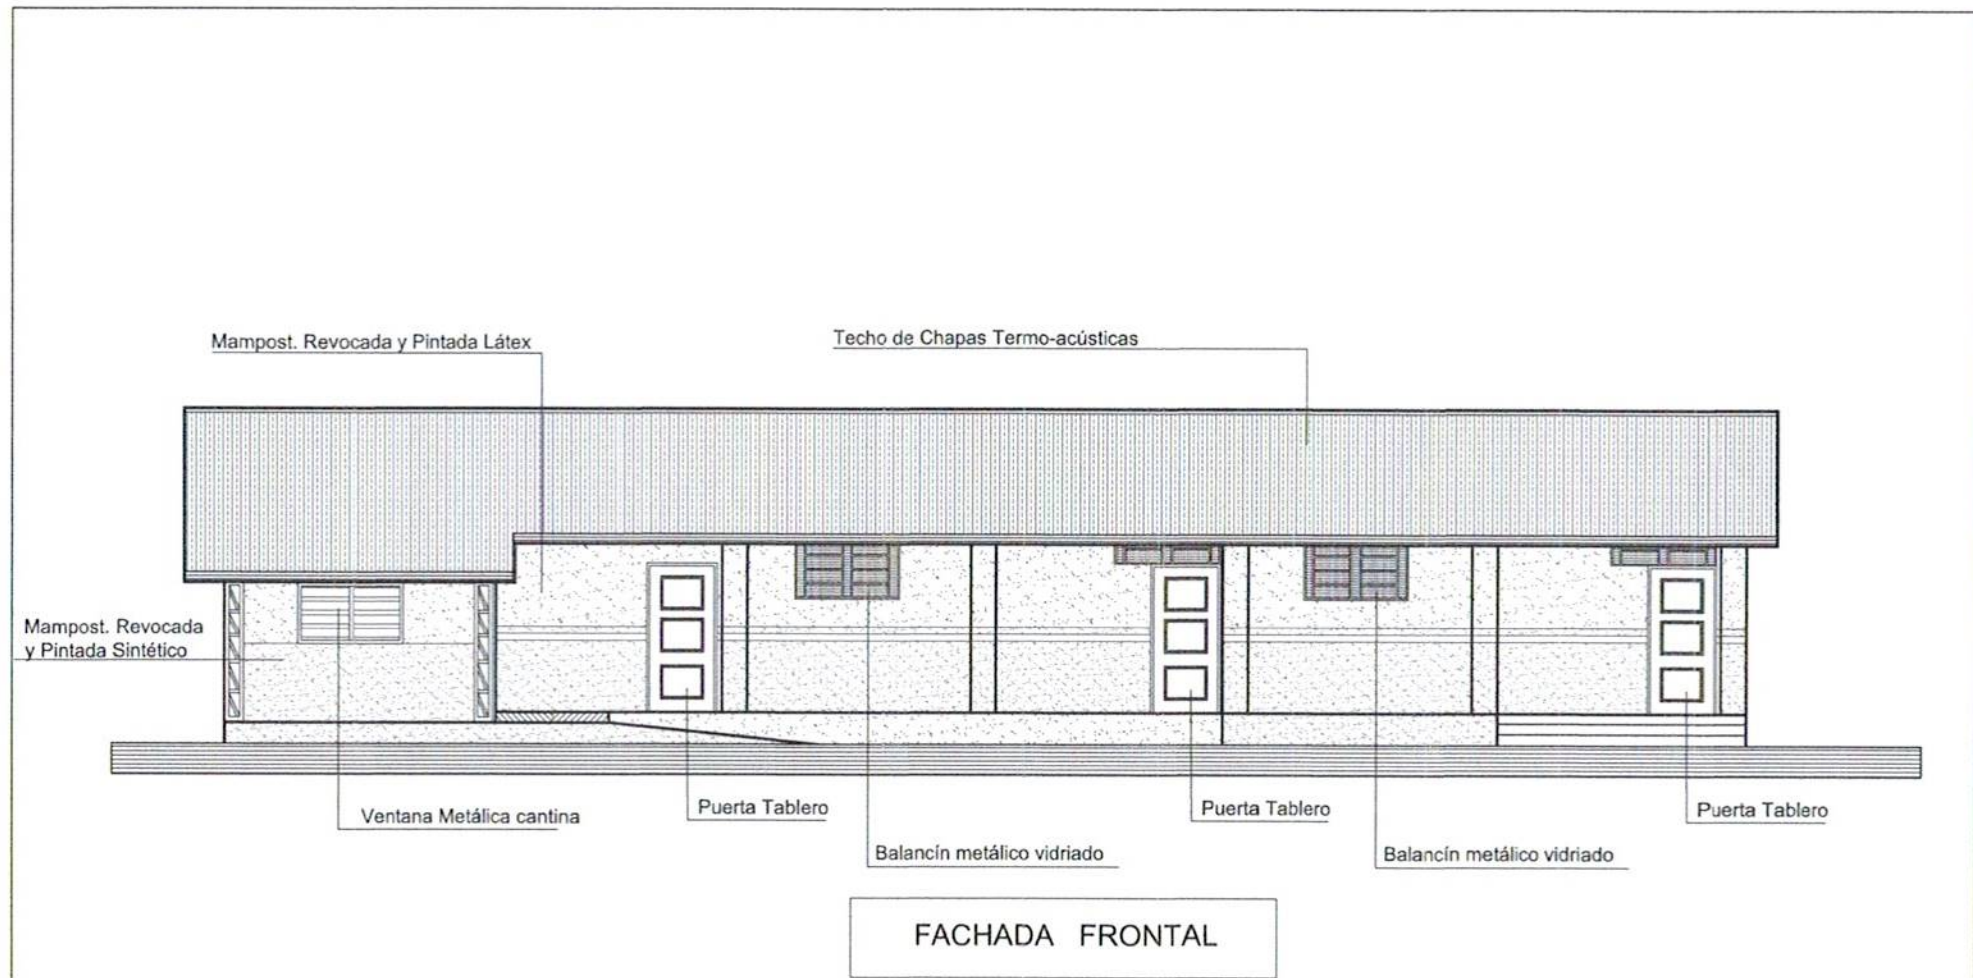 Mampost. Revocada y Pintada Látex
Techo de Chapas Termo-acústicas
Mampost. Revocada
y Pintada Sintético
Ventana Metálica cantina
Puerta Tablero
Puerta Tablero
Puerta Tablero
Balancín metálico vidriado
Balancín metálico vidriado
FACHADA FRONTAL